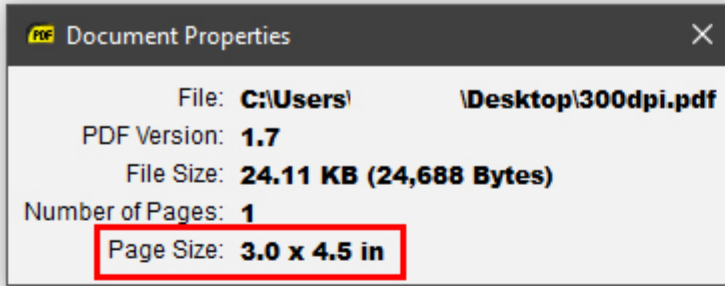 PDF Document Properties
File: C:\Users\ \Desktop\300dpi.pdf
PDF Version: 1.7
File Size: 24.11 KB (24,688 Bytes)
Number of Pages: 1
Page Size: 3.0 x 4.5 in